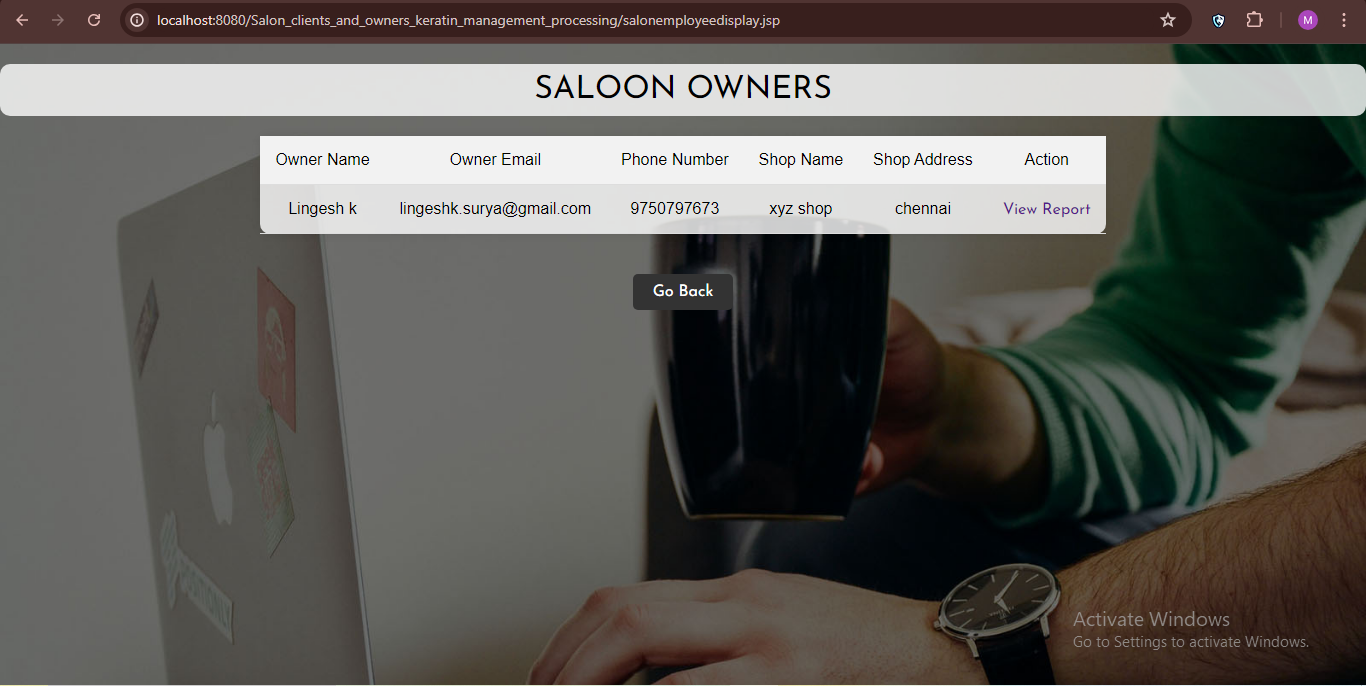 localhost:8080/Salon_clients_and_owners_keratin_management_processing/salonemployeedisplay.jsp
M
SALOON OWNERS
Owner Name Owner Email Phone Number Shop Name Shop Address Action
Lingesh k lingeshk.surya@gmail.com 9750797673 xyz shop chennai View Report
Go Back
Activate Windows
Go to Settings to activate Windows.